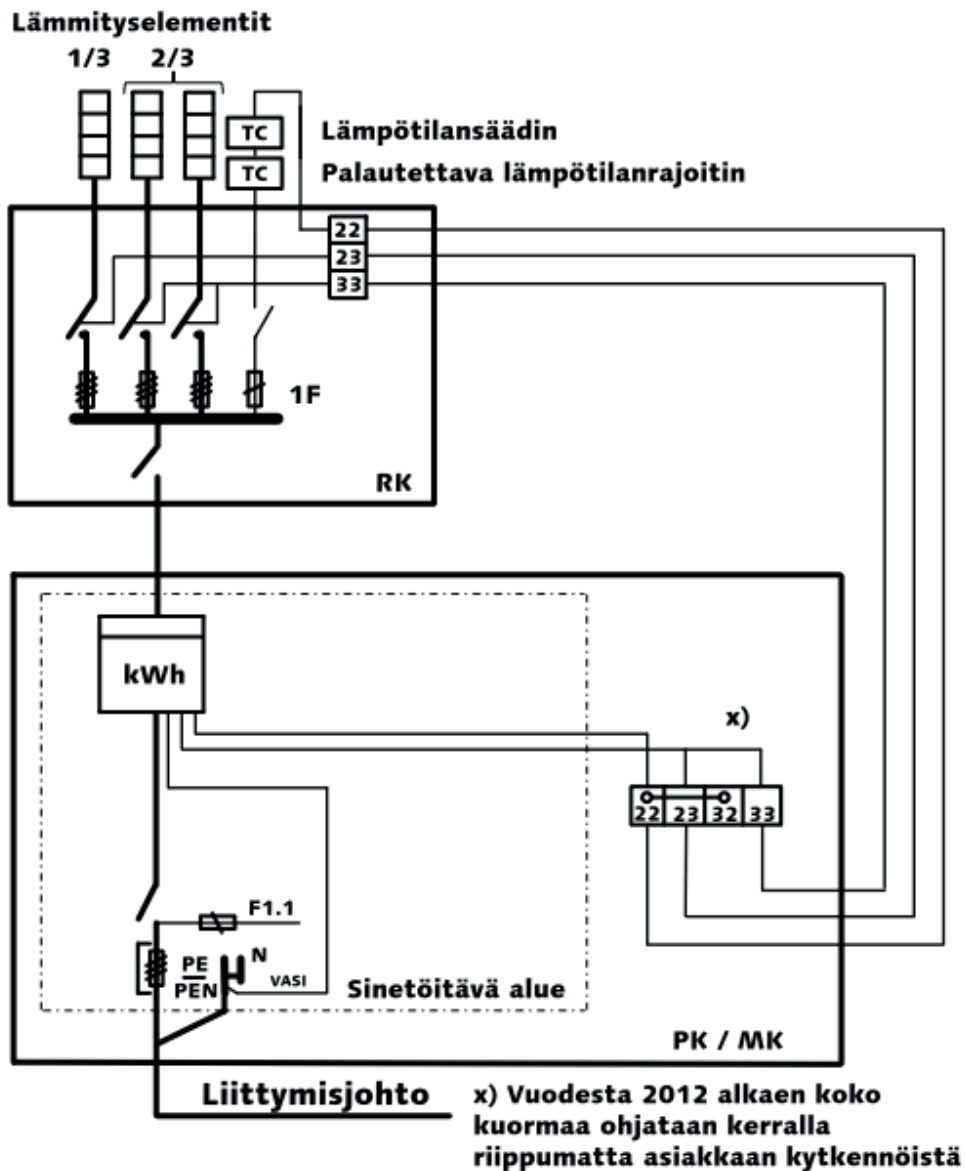 Lämmityselementit
1/3 2/3
TC Lämpötilansäädin
TC Palautettava lämpötilanrajoitin
22
23
33
1F
RK
kWh
x)
22 23 32 33
F1.1
PE N
PEN VASI
Sinetöitävä alue
PK / MK
Liittymisjohto
x) Vuodesta 2012 alkaen koko
kuormaa ohjataan kerralla
riippumatta asiakkaan kytkennöistä